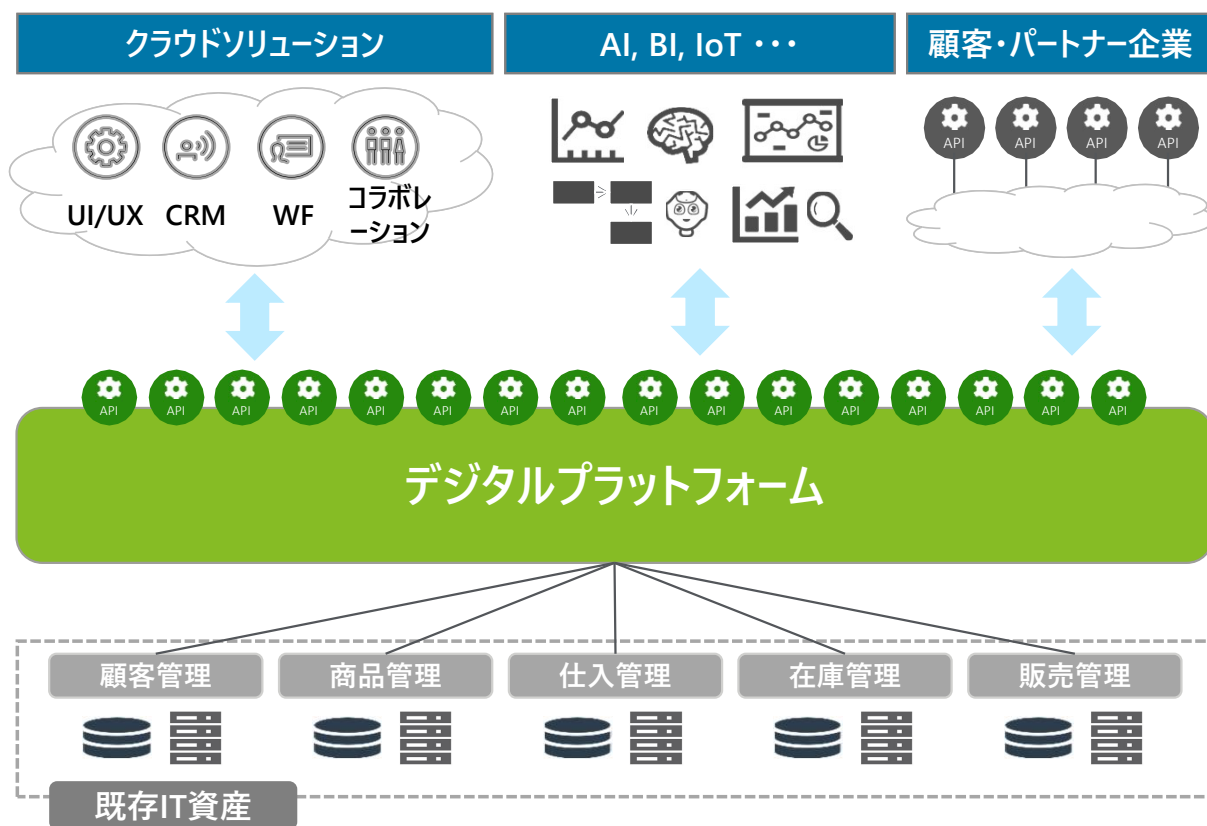 クラウドソリューション
AI, BI, IoT ・・・
顧客・パートナー企業
API API API API
UI/UX CRM WF コラボレ
ーション
API API API API API API API API API API API API API API API API
デジタルプラットフォーム
顧客管理 商品管理 仕入管理 在庫管理 販売管理
既存IT資産